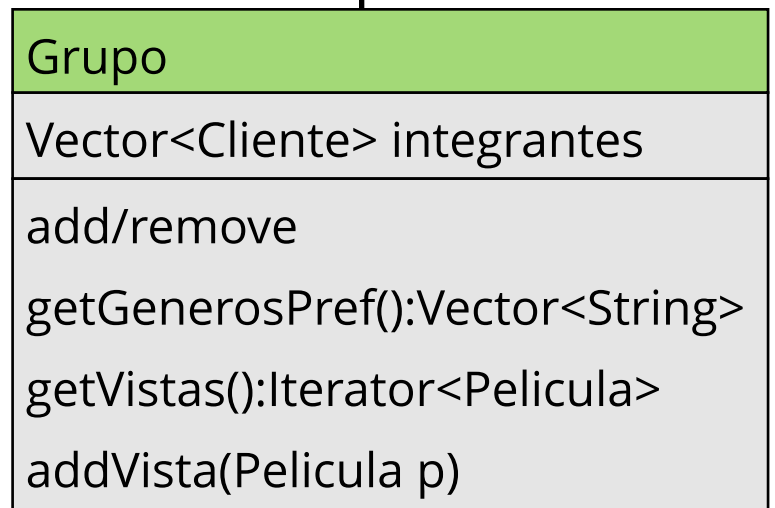 Grupo
Vector<Cliente> integrantes
add/remove
getGenerosPref():Vector<String>
getVistas():Iterator<Pelicula>
addVista(Pelicula p)